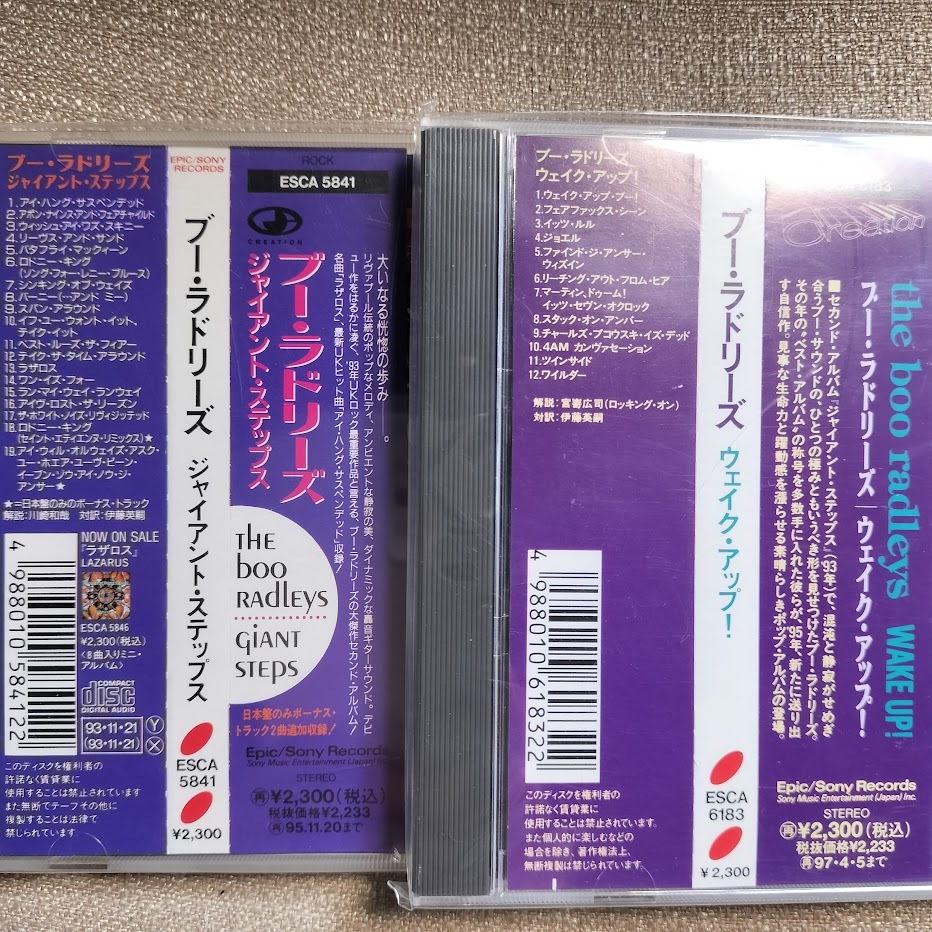 ブー・ラドリーズ
ジャイアント・ステップス
1. アイ・ハング・サスペンデッド
2. アポン・ナインス・アンド・フェアチャイルド
3. ウィッシュ・アイ・ワズ・スキニー
4. リーヴス・アンド・サンド
5. バタフライ・マックィーン
6. ロドニー・キング
(ソング・フォー・レニー・ブルース)
7. シンキング・オブ・ウェイズ
8. バーニー(…アンド ミー)
9. スパン・アラウンド
10. イフ・ユー・ウォント・イット、
テイク・イット
11. ベスト・ルーズ・ザ・フィアー
12. テイク・ザ・タイム・アラウンド
13. ラザロス
14. ワン・イズ・フォー
15. ラン・マイ・ウェイ・ランウェイ
16. アイヴ・ロスト・ザ・リーズン
17. ザ・ホワイト・ノイズ・リヴィジッテッド
18. ロドニー・キング
(セイント・エティエンヌ・リミックス)★
19. アイ・ウィル・オルウェイズ・アスク・
ユー・ホエア・ユーヴ・ビーン・
イーブン・ゾウ・アイ・ノウ・ジ・
アンサー★
★=日本盤のみのボーナス・トラック
解説:川崎和哉 対訳:伊藤英嗣
4 988010 584122
NOW ON SALE
『ラザロス』
LAZARUS
ESCA 5846
¥2,300(税込)
〈8曲入りミニ・
アルバム〉
COMPACT
disc
DIGITAL AUDIO
93・11・21 Y
(93・11・21) X
このディスクを権利者の
許諾なく賃貸業に
使用することは禁止されています
また無断でテープその他に
複製することは法律で
禁じられています
EPIC/SONY
RECORDS
ブー・ラドリーズ ジャイアント・ステップス
ESCA
5841
¥2,300
ROCK
ESCA 5841
CREATION
大いなる恍惚の歩み——。
リヴァプール伝統のポップなメロディ、アンビエントな静寂の美、ダイナミックな轟音ギターサウンド。デビ
ュー作をはるかに凌ぐ、'93年UKロック最重要作品と言える、ブー・ラドリーズの大傑作セカンド・アルバム!
名曲「ラザロス」、最新UKヒット曲「アイ・ハング・サスペンデッド」収録!
ブー・ラドリーズ
ジャイアント・ステップス
THE
boo
RADleys
GiANT
STEPS
日本盤のみボーナス・
トラック2曲追加収録!
Epic/Sony Records
Sony Music Entertainment (Japan) Inc.
STEREO
再¥2,300(税込)
税抜価格¥2,233
再95.11.20まで
ブー・ラドリーズ
ウェイク・アップ!
1. ウェイク・アップ・ブー!
2. フェアファックス・シーン
3. イッツ・ルル
4. ジョエル
5. ファインド・ジ・アンサー・
ウィズイン
6. リーチング・アウト・フロム・ヒア
7. マーティン、ドゥーム!
イッツ・セヴン・オクロック
8. スタック・オン・アンバー
9. チャールズ・ブコウスキ・イズ・デッド
10. 4AM カンヴァセーション
11. ツインサイド
12. ワイルダー
解説:宮嵜広司(ロッキング・オン)
対訳:伊藤英嗣
4 988010 618322
このディスクを権利者の
許諾なく賃貸業に
使用することは禁止されています。
また個人的に楽しむなどの
場合を除き、著作権法上、
無断複製は禁じられています。
ブー・ラドリーズ ウェイク・アップ!
ESCA
6183
¥2,300
6183
Creation
the boo radleys WAKE UP!
ブー・ラドリーズ|ウェイク・アップ!
■セカンド・アルバム『ジャイアント・ステップス』('93年)で、混沌と静寂がせめぎ
合うブー・サウンドの、ひとつの極みともいうべき形を見せつけたブー・ラドリーズ。
その年の“ベスト・アルバム”の称号を多数手に入れた彼らが、'95年、新たに送り出
す自信作。見事な生命力と躍動感を漲らせる素晴らしきポップ・アルバムの登場。
Epic/Sony Records
Sony Music Entertainment (Japan) Inc.
STEREO
再¥2,300(税込)
税抜価格¥2,233
再97・4・5まで